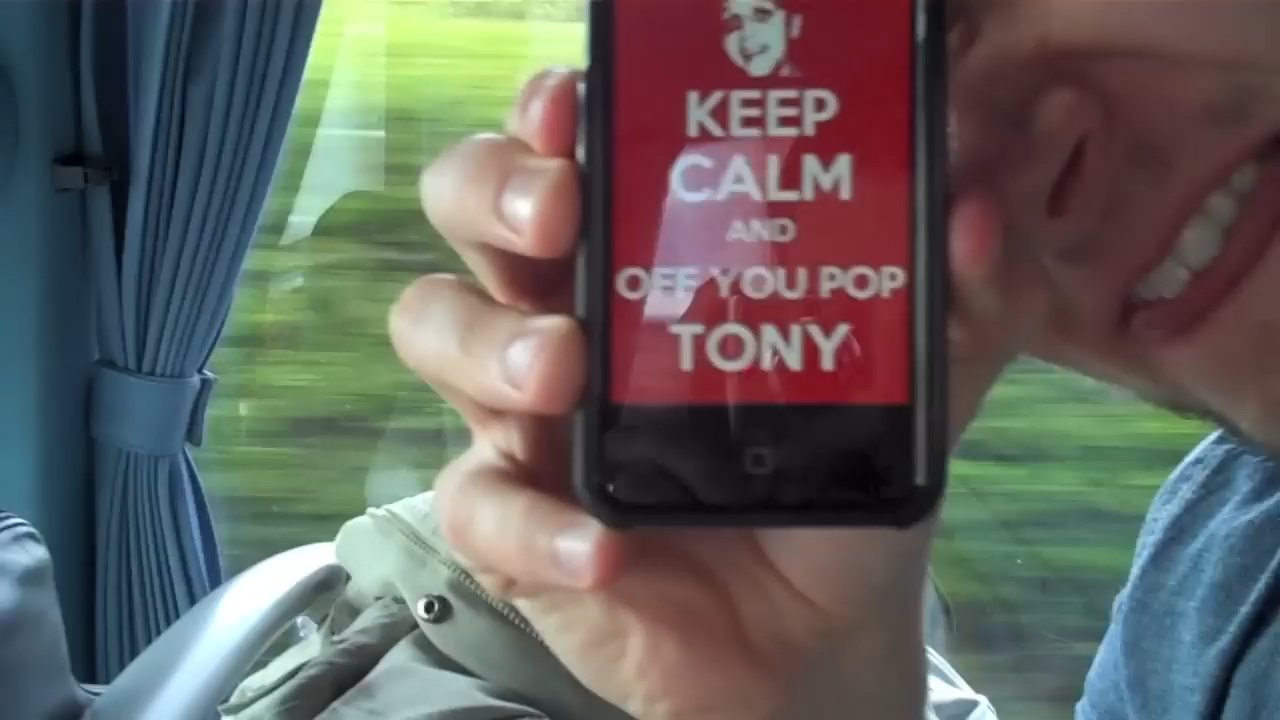 KEEP
CALM
AND
OFF YOU POP
TONY